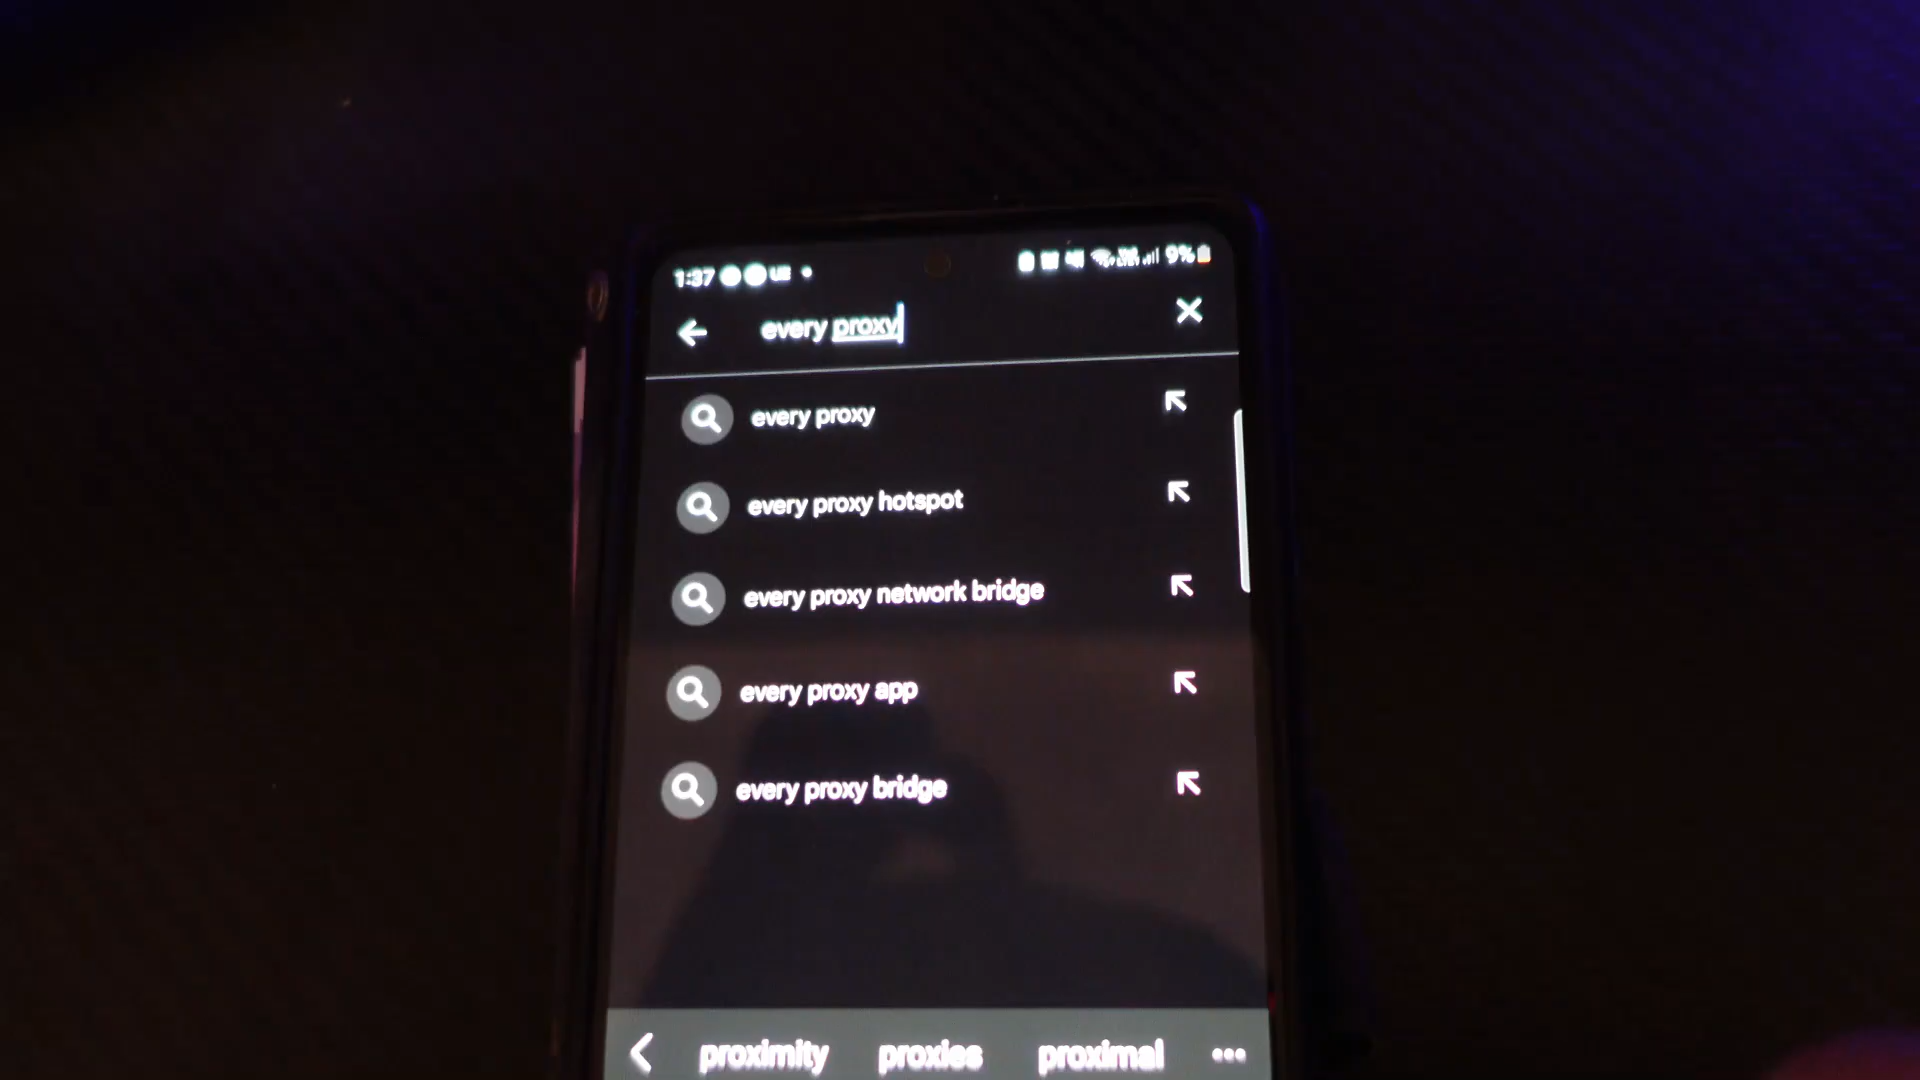 1:37
9%
every proxy
every proxy
every proxy hotspot
every proxy network bridge
every proxy app
every proxy bridge
proximity proxies proximal